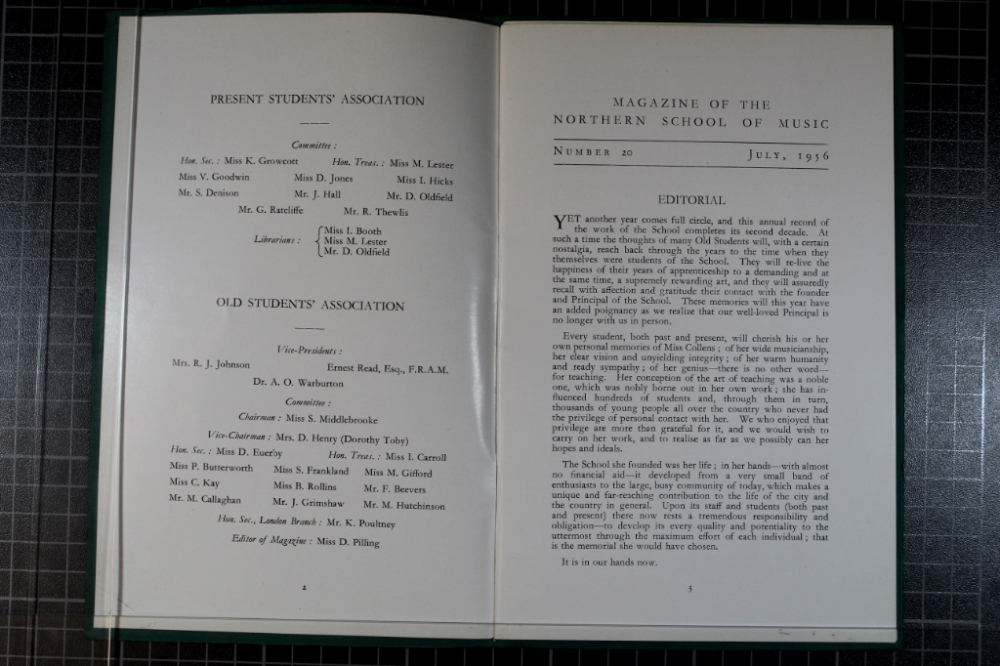 PRESENT STUDENTS' ASSOCIATION
Committee :
Hon. Sec. : Miss K. Growcott Hon. Treas. : Miss M. Lester
Miss V. Goodwin Miss D. Jones Miss I. Hicks
Mr. S. Denison Mr. J. Hall Mr. D. Oldfield
Mr. G. Ratcliffe Mr. R. Thewlis
Librarians : { Miss I. Booth
Miss M. Lester
Mr. D. Oldfield
OLD STUDENTS' ASSOCIATION
Vice-Presidents :
Mrs. R. J. Johnson Ernest Read, Esq., F.R.A.M.
Dr. A. O. Warburton
Committee :
Chairman : Miss S. Middlebrooke
Vice-Chairman : Mrs. D. Henry (Dorothy Toby)
Hon. Sec. : Miss D. Euerby Hon. Treas. : Miss I. Carroll
Miss P. Butterworth Miss S. Frankland Miss M. Gifford
Miss C. Kay Miss B. Rollins Mr. F. Beevers
Mr. M. Callaghan Mr. J. Grimshaw Mr. M. Hutchinson
Hon. Sec., London Branch : Mr. K. Poultney
Editor of Magazine : Miss D. Pilling
2
MAGAZINE OF THE
NORTHERN SCHOOL OF MUSIC
NUMBER 20 JULY, 1956
EDITORIAL
YET another year comes full circle, and this annual record of
the work of the School completes its second decade. At
such a time the thoughts of many Old Students will, with a certain
nostalgia, reach back through the years to the time when they
themselves were students of the School. They will re-live the
happiness of their years of apprenticeship to a demanding and at
the same time, a supremely rewarding art, and they will assuredly
recall with affection and gratitude their contact with the founder
and Principal of the School. These memories will this year have
an added poignancy as we realize that our well-loved Principal is
no longer with us in person.
Every student, both past and present, will cherish his or her
own personal memories of Miss Collens ; of her wide musicianship,
her clear vision and unyielding integrity ; of her warm humanity
and ready sympathy ; of her genius—there is no other word—
for teaching. Her conception of the art of teaching was a noble
one, which was nobly borne out in her own work ; she has in-
fluenced hundreds of students and, through them in turn,
thousands of young people all over the country who never had
the privilege of personal contact with her. We who enjoyed that
privilege are more than grateful for it, and we would wish to
carry on her work, and to realise as far as we possibly can her
hopes and ideals.
The School she founded was her life ; in her hands—with almost
no financial aid—it developed from a very small band of
enthusiasts to the large, busy community of today, which makes a
unique and far-reaching contribution to the life of the city and
the country in general. Upon its staff and students (both past
and present) there now rests a tremendous responsibility and
obligation—to develop its every quality and potentiality to the
uttermost through the maximum effort of each individual ; that
is the memorial she would have chosen.
It is in our hands now.
3